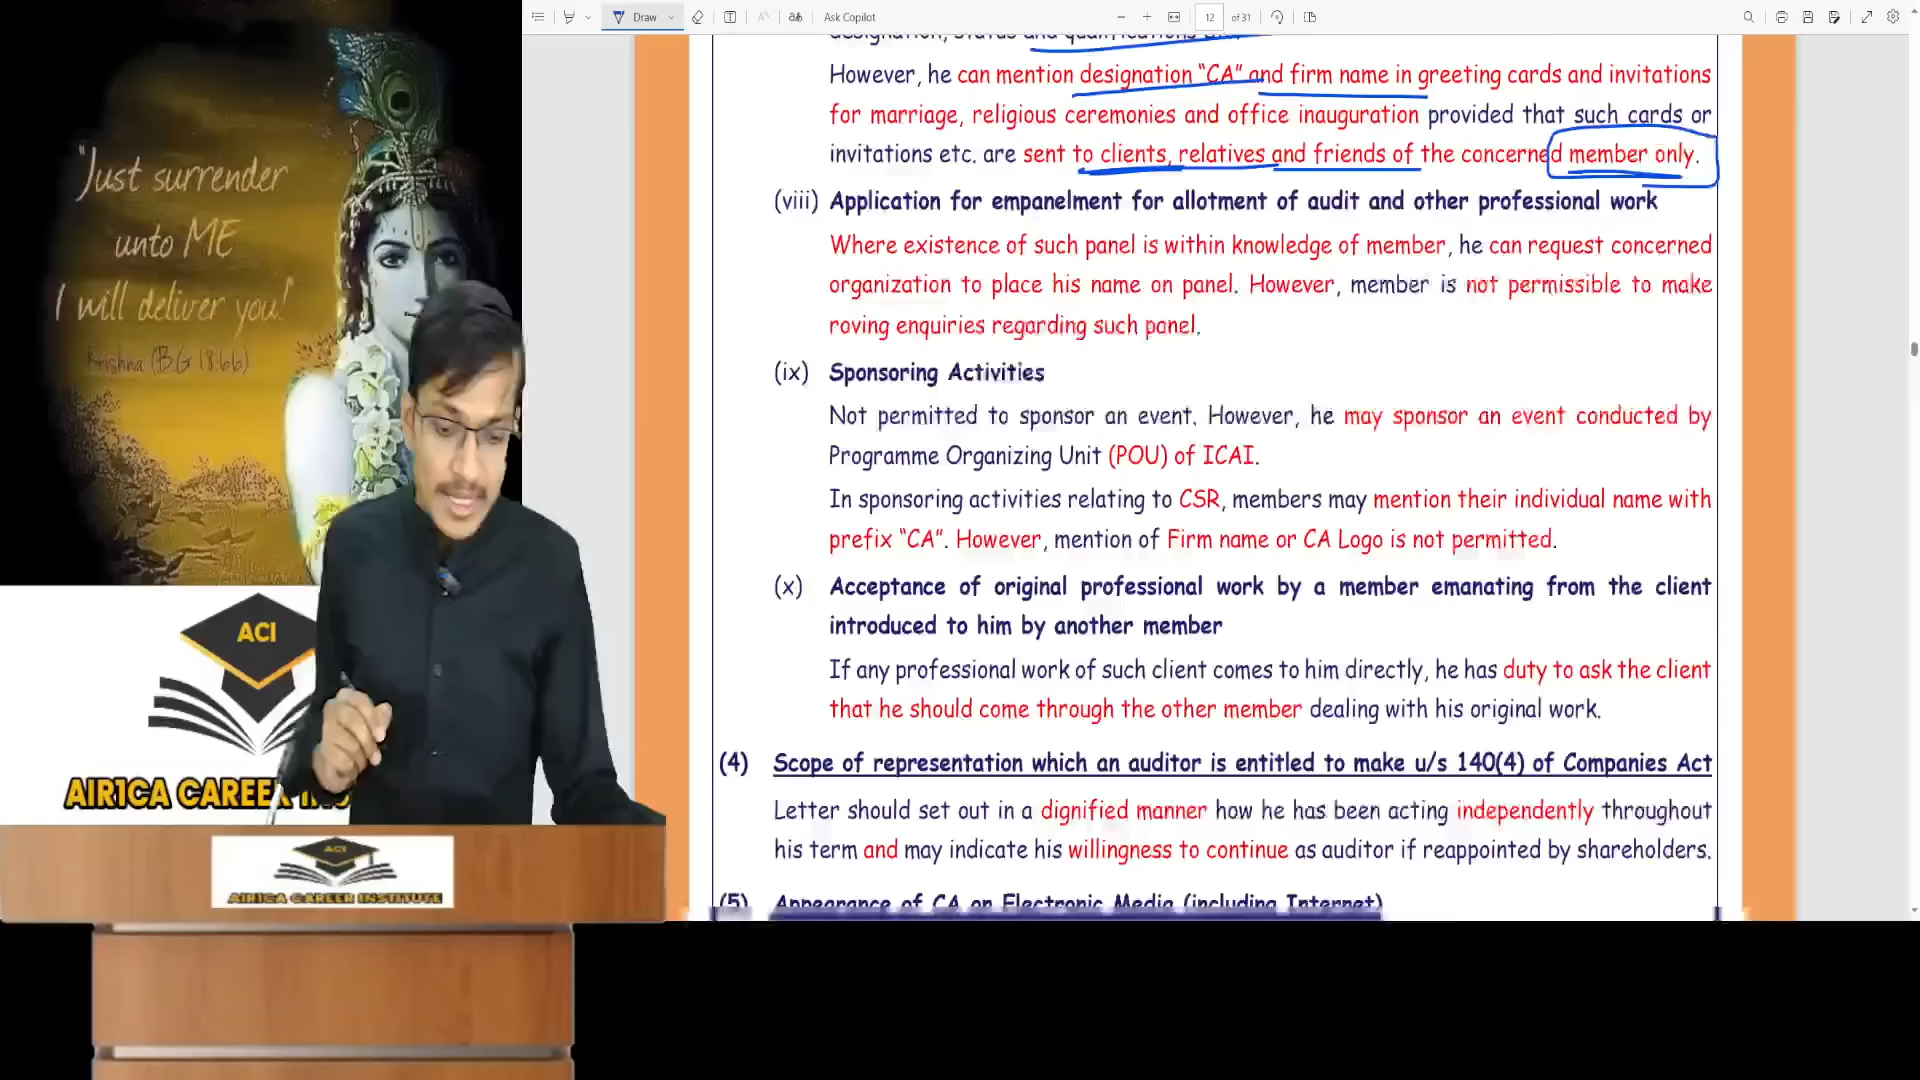 Draw
Ask Copilot
12
of 31
"Just surrender
unto ME
I will deliver you!"
Krishna (B.G 18:66)
ACI
AIR1CA CAREER
ACI
AIR1CA CAREER INSTITUTE
designation, status and qualifications
However, he can mention designation “CA” and firm name in greeting cards and invitations
for marriage, religious ceremonies and office inauguration provided that such cards or
invitations etc. are sent to clients, relatives and friends of the concerned member only.
(viii) Application for empanelment for allotment of audit and other professional work
Where existence of such panel is within knowledge of member, he can request concerned
organization to place his name on panel. However, member is not permissible to make
roving enquiries regarding such panel.
(ix) Sponsoring Activities
Not permitted to sponsor an event. However, he may sponsor an event conducted by
Programme Organizing Unit (POU) of ICAI.
In sponsoring activities relating to CSR, members may mention their individual name with
prefix “CA”. However, mention of Firm name or CA Logo is not permitted.
(x) Acceptance of original professional work by a member emanating from the client
introduced to him by another member
If any professional work of such client comes to him directly, he has duty to ask the client
that he should come through the other member dealing with his original work.
(4) Scope of representation which an auditor is entitled to make u/s 140(4) of Companies Act
Letter should set out in a dignified manner how he has been acting independently throughout
his term and may indicate his willingness to continue as auditor if reappointed by shareholders.
(5) Appearance of CA on Electronic Media (including Internet)